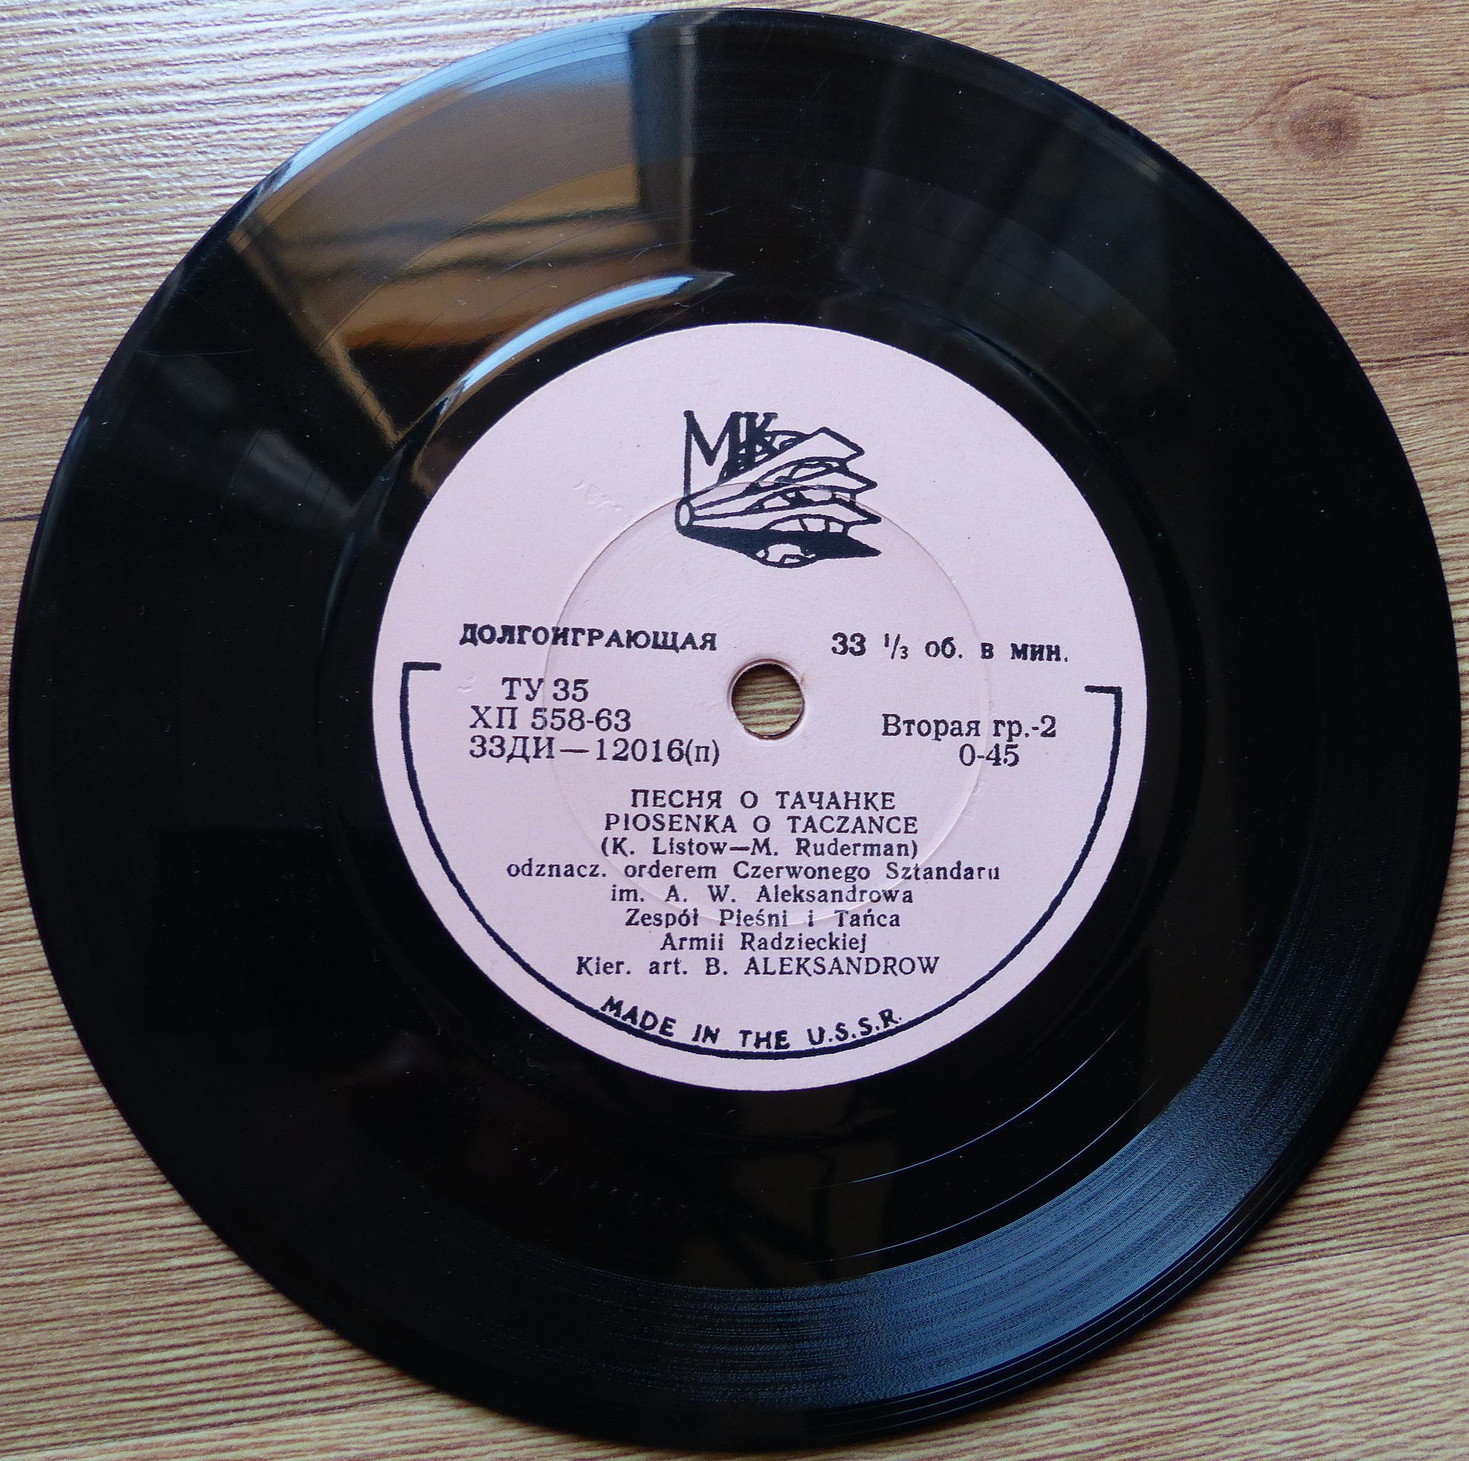 МК
ДОЛГОИГРАЮЩАЯ 33 1/3 об. в мин.
ТУ 35
ХП 558-63
33ДИ—12016(п)
Вторая гр.-2
0-45
ПЕСНЯ О ТАЧАНКЕ
PIOSENKA O TACZANCE
(K. Listow—M. Ruderman)
odznacz. orderem Czerwonego Sztandaru
im. A. W. Aleksandrowa
Zespół Pieśni i Tańca
Armii Radzieckiej
Kier. art. B. ALEKSANDROW
MADE IN THE U.S.S.R.